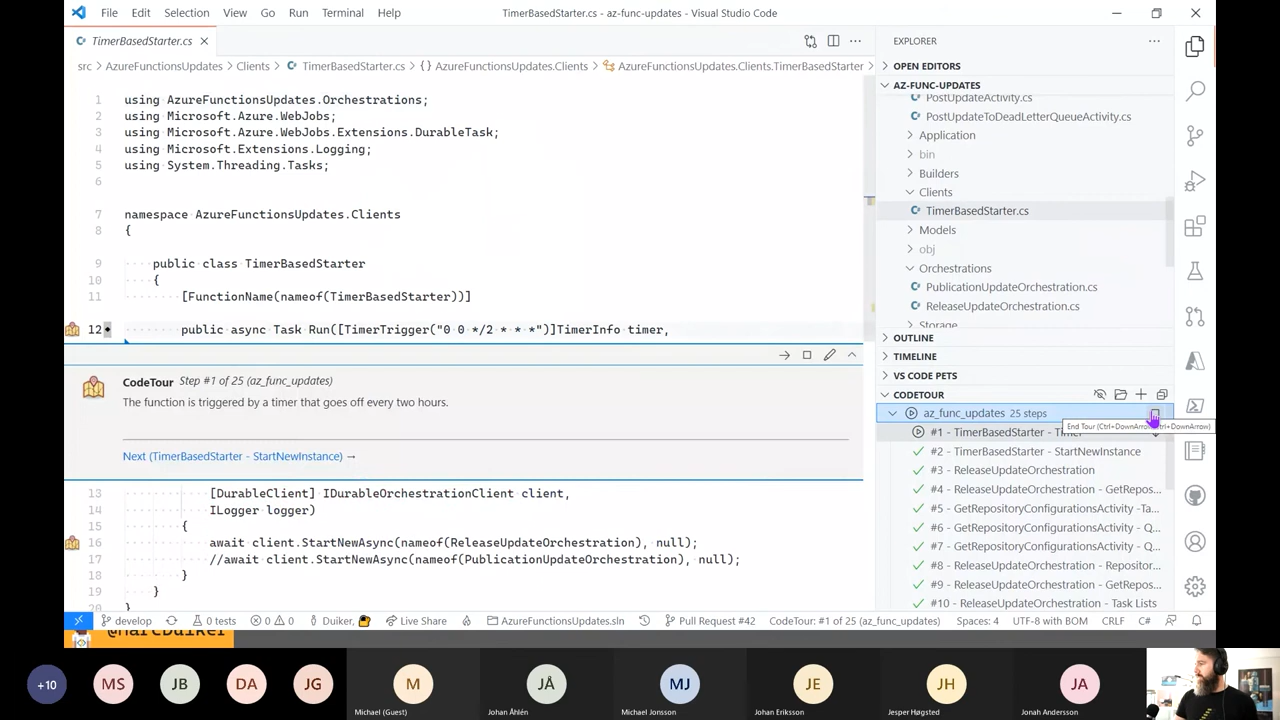 File Edit Selection View Go Run Terminal Help
TimerBasedStarter.cs - az-func-updates - Visual Studio Code
TimerBasedStarter.cs
src > AzureFunctionsUpdates > Clients > TimerBasedStarter.cs > {} AzureFunctionsUpdates.Clients > AzureFunctionsUpdates.Clients.TimerBasedStarter
1 using AzureFunctionsUpdates.Orchestrations;
2 using Microsoft.Azure.WebJobs;
3 using Microsoft.Azure.WebJobs.Extensions.DurableTask;
4 using Microsoft.Extensions.Logging;
5 using System.Threading.Tasks;
6
7 namespace AzureFunctionsUpdates.Clients
8 {
9 public class TimerBasedStarter
10 {
11 [FunctionName(nameof(TimerBasedStarter))]
12 public async Task Run([TimerTrigger("0 0 */2 * * *")]TimerInfo timer,
CodeTour Step #1 of 25 (az_func_updates)
The function is triggered by a timer that goes off every two hours.
Next (TimerBasedStarter - StartNewInstance) →
13 [DurableClient] IDurableOrchestrationClient client,
14 ILogger logger)
15 {
16 await client.StartNewAsync(nameof(ReleaseUpdateOrchestration), null);
17 //await client.StartNewAsync(nameof(PublicationUpdateOrchestration), null);
18 }
19 }
20 }
EXPLORER
OPEN EDITORS
AZ-FUNC-UPDATES
PostUpdateActivity.cs
PostUpdateToDeadLetterQueueActivity.cs
Application
bin
Builders
Clients
TimerBasedStarter.cs
Models
obj
Orchestrations
PublicationUpdateOrchestration.cs
ReleaseUpdateOrchestration.cs
Storage
OUTLINE
TIMELINE
VS CODE PETS
CODETOUR
az_func_updates 25 steps
End Tour (Ctrl+DownArrow
trl+DownArrow)
#1 - TimerBasedStarter - Ti
#2 - TimerBasedStarter - StartNewInstance
#3 - ReleaseUpdateOrchestration
#4 - ReleaseUpdateOrchestration - GetRepos...
#5 - GetRepositoryConfigurationsActivity -Ta...
#6 - GetRepositoryConfigurationsActivity - Q...
#7 - GetRepositoryConfigurationsActivity - Q...
#8 - ReleaseUpdateOrchestration - Repositor...
#9 - ReleaseUpdateOrchestration - GetRepos...
#10 - ReleaseUpdateOrchestration - Task Lists
develop 0 tests 0 0 Duiker, Live Share AzureFunctionsUpdates.sln Pull Request #42 CodeTour: #1 of 25 (az_func_updates) Spaces: 4 UTF-8 with BOM CRLF C#
@marcduiker
+10 MS JB DA JG M JÅ MJ JE JH JA
Michael (Guest) Johan Åhlén Michael Jonsson Johan Eriksson Jesper Høgsted Jonah Andersson